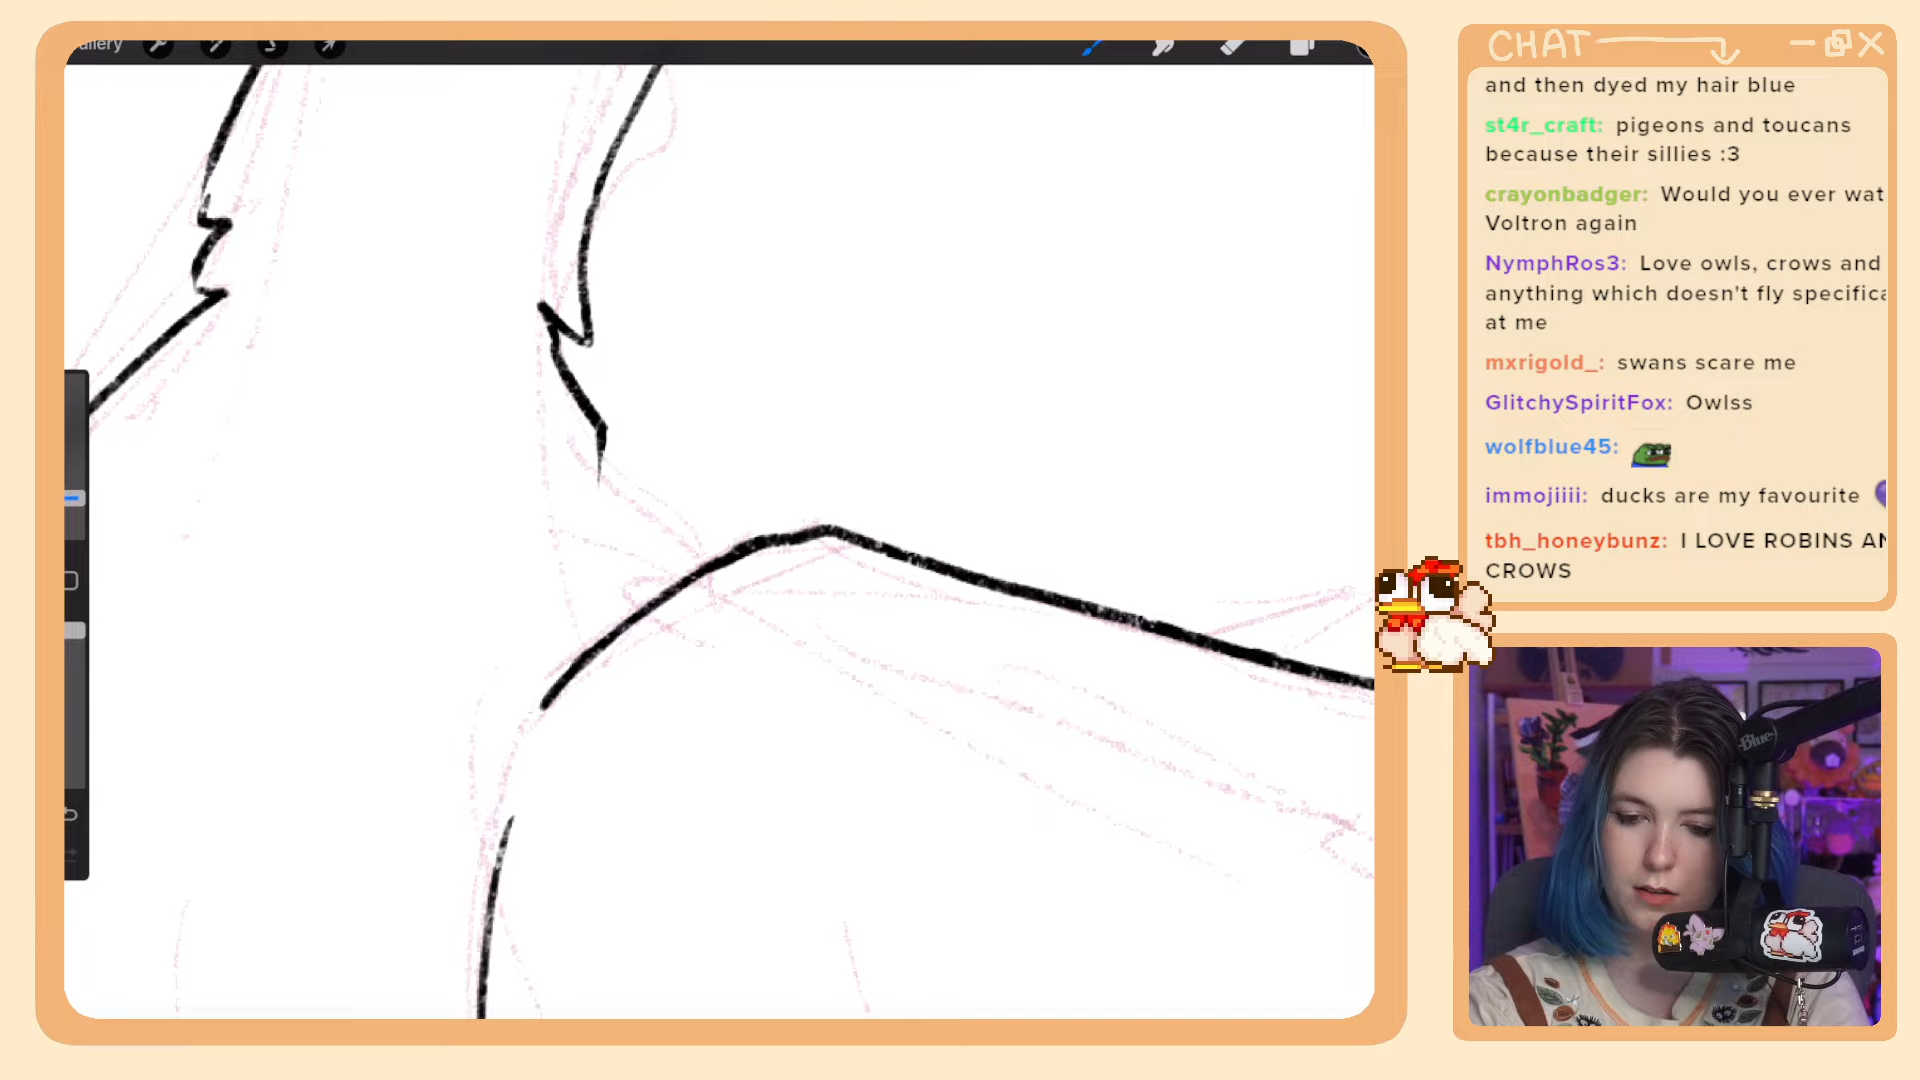 allery
CHAT
and then dyed my hair blue
st4r_craft: pigeons and toucans
because their sillies :3
crayonbadger: Would you ever wat
Voltron again
NymphRos3: Love owls, crows and
anything which doesn't fly specifica
at me
mxrigold_: swans scare me
GlitchySpiritFox: Owlss
wolfblue45:
immojiiii: ducks are my favourite
tbh_honeybunz: I LOVE ROBINS AN
CROWS
Blue